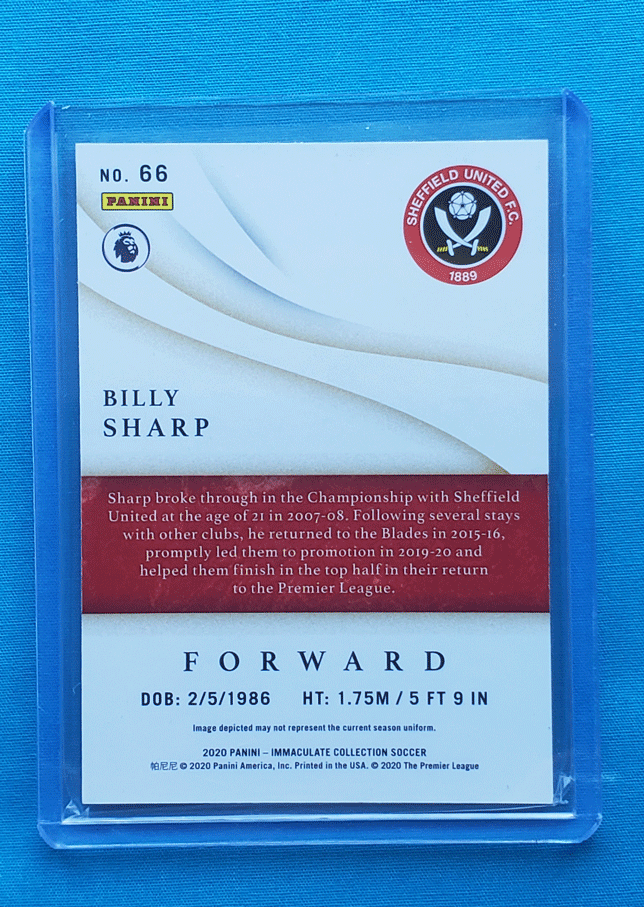 NO. 66
PANINI
SHEFFIELD UNITED F.C.
1889
BILLY
SHARP
Sharp broke through in the Championship with Sheffield
United at the age of 21 in 2007-08. Following several stays
with other clubs, he returned to the Blades in 2015-16,
promptly led them to promotion in 2019-20 and
helped them finish in the top half in their return
to the Premier League.
FORWARD
DOB: 2/5/1986 HT: 1.75M / 5 FT 9 IN
Image depicted may not represent the current season uniform.
2020 PANINI – IMMACULATE COLLECTION SOCCER
帕尼尼 © 2020 Panini America, Inc. Printed in the USA. © 2020 The Premier League